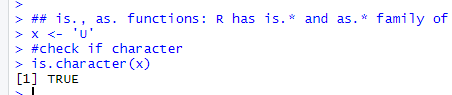 >
> ## is., as. functions: R has is.* and as.* family of
> x <- 'U'
> #check if character
> is.character(x)
[1] TRUE
>